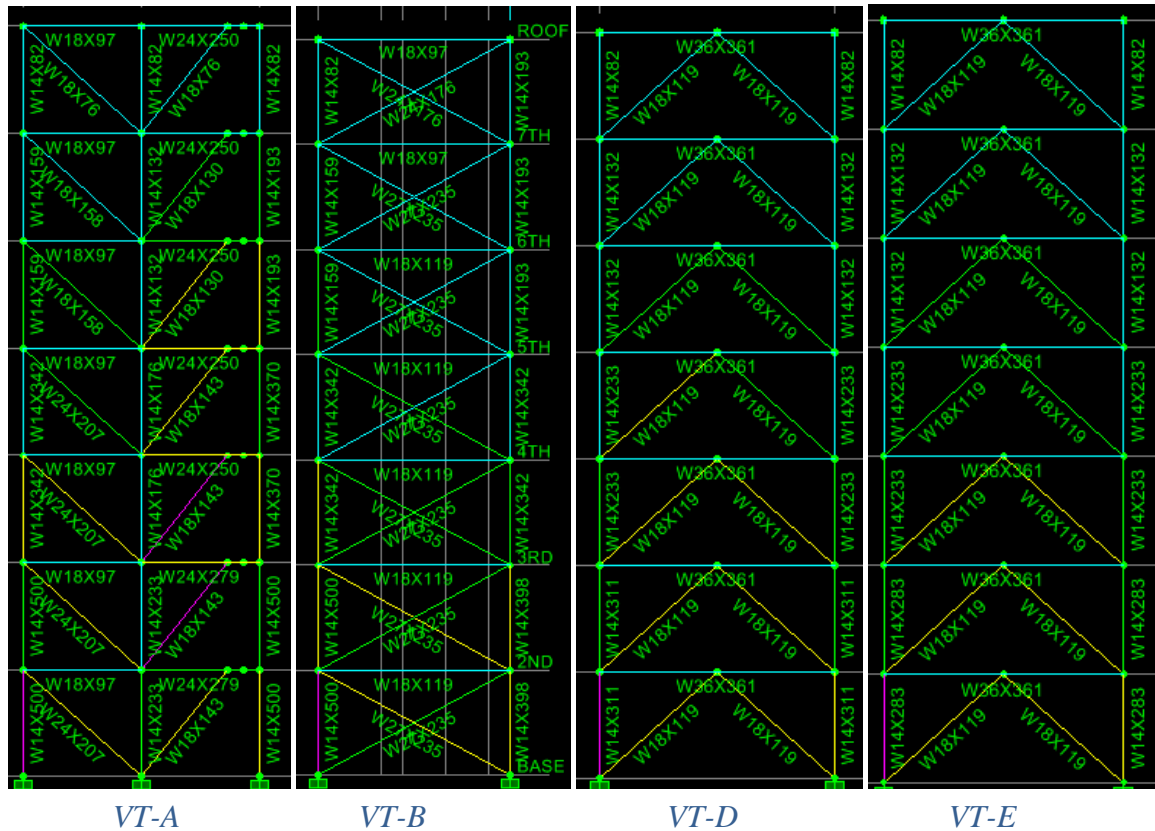 W18X97
W24X250
W14X82
W18X76
W14X82
W18X76
W14X82
W18X97
W24X250
W14X159
W18X158
W14X132
W18X130
W14X193
W18X97
W24X250
W14X159
W18X158
W14X132
W18X130
W14X193
W18X97
W24X250
W14X342
W24X207
W14X176
W18X143
W14X370
W18X97
W24X250
W14X342
W24X207
W14X176
W18X143
W14X370
W18X97
W24X279
W14X500
W24X207
W14X233
W18X143
W14X500
W18X97
W24X279
W14X500
W24X207
W14X233
W18X143
W14X500
VT-A
ROOF
W18X97
W14X82
W14X193
7TH
W18X97
W14X159
W14X193
6TH
W18X119
W14X159
W14X193
5TH
W18X119
W14X342
W14X342
4TH
W18X119
W14X342
W14X342
3RD
W18X119
W14X500
W14X398
2ND
W18X119
W14X500
W14X398
BASE
VT-B
W36X361
W14X82
W18X119
W18X119
W14X82
W36X361
W14X132
W18X119
W18X119
W14X132
W36X361
W14X132
W18X119
W18X119
W14X132
W36X361
W14X233
W18X119
W18X119
W14X233
W36X361
W14X233
W18X119
W18X119
W14X233
W36X361
W14X311
W18X119
W18X119
W14X311
W36X361
W14X311
W18X119
W18X119
W14X311
VT-D
W36X361
W14X82
W18X119
W18X119
W14X82
W36X361
W14X132
W18X119
W18X119
W14X132
W36X361
W14X132
W18X119
W18X119
W14X132
W36X361
W14X233
W18X119
W18X119
W14X233
W36X361
W14X233
W18X119
W18X119
W14X233
W36X361
W14X283
W18X119
W18X119
W14X283
W36X361
W14X283
W18X119
W18X119
W14X283
VT-E